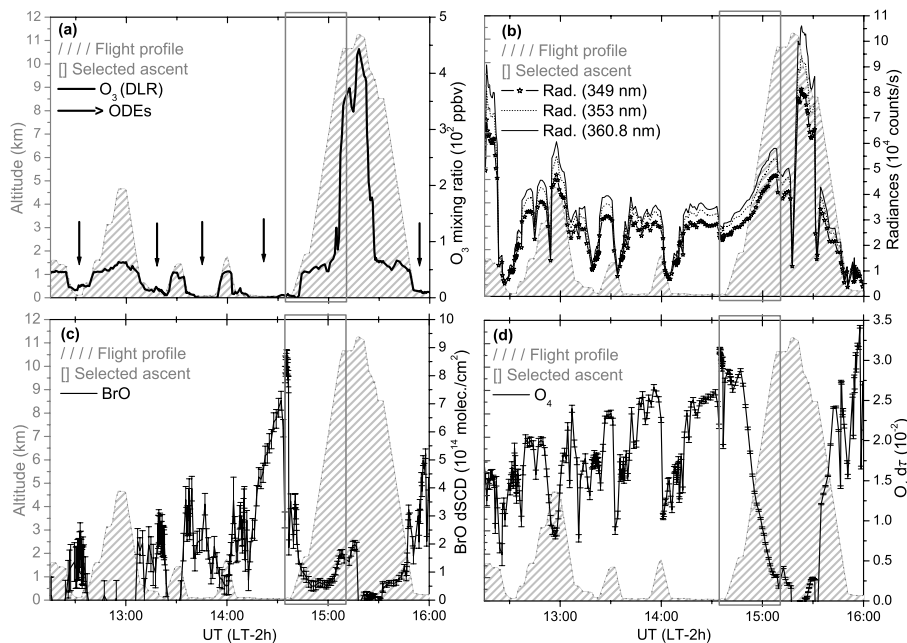 (a)
//// Flight profile
[] Selected ascent
O3 (DLR)
ODEs
Altitude (km)
12
11
10
9
8
7
6
5
4
3
2
1
0
5
4
3
2
1
0
O3 mixing ratio (10² ppbv)
(b)
//// Flight profile
[] Selected ascent
Rad. (349 nm)
Rad. (353 nm)
Rad. (360.8 nm)
11
10
9
8
7
6
5
4
3
2
1
0
Radiances (10⁴ counts/s)
(c)
//// Flight profile
[] Selected ascent
BrO
Altitude (km)
12
11
10
9
8
7
6
5
4
3
2
1
0
10
9
8
7
6
5
4
3
2
1
0
BrO dSCD (10¹⁴ molec./cm²)
13:00 14:00 15:00 16:00
UT (LT-2h)
(d)
//// Flight profile
[] Selected ascent
O4
3.5
3.0
2.5
2.0
1.5
1.0
0.5
0.0
dτ (10⁻²)
13:00 14:00 15:00 16:00
UT (LT-2h)